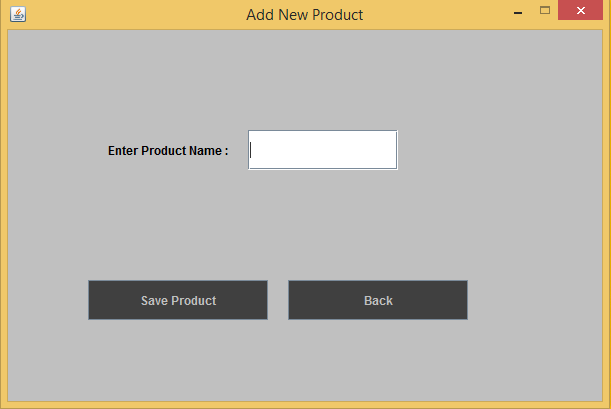 Add New Product
Enter Product Name :
Save Product
Back